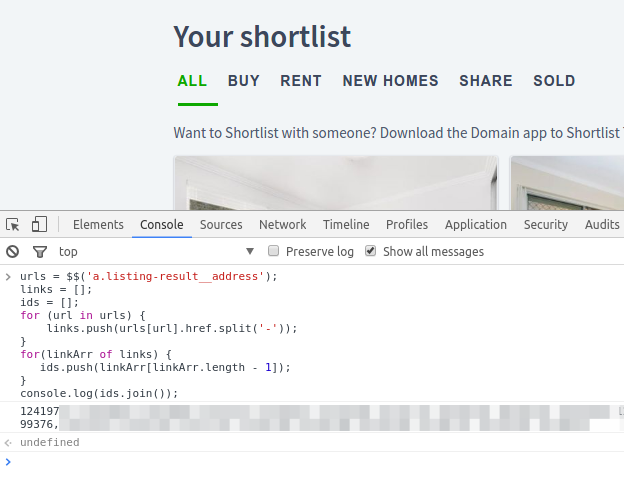 Your shortlist
ALL BUY RENT NEW HOMES SHARE SOLD
Want to Shortlist with someone? Download the Domain app to Shortlist
Elements Console Sources Network Timeline Profiles Application Security Audits
top Preserve log Show all messages
urls = $$('a.listing-result__address');
links = [];
ids = [];
for (url in urls) {
    links.push(urls[url].href.split('-'));
}
for(linkArr of links) {
   ids.push(linkArr[linkArr.length - 1]);
}
console.log(ids.join());
124197
99376,
undefined